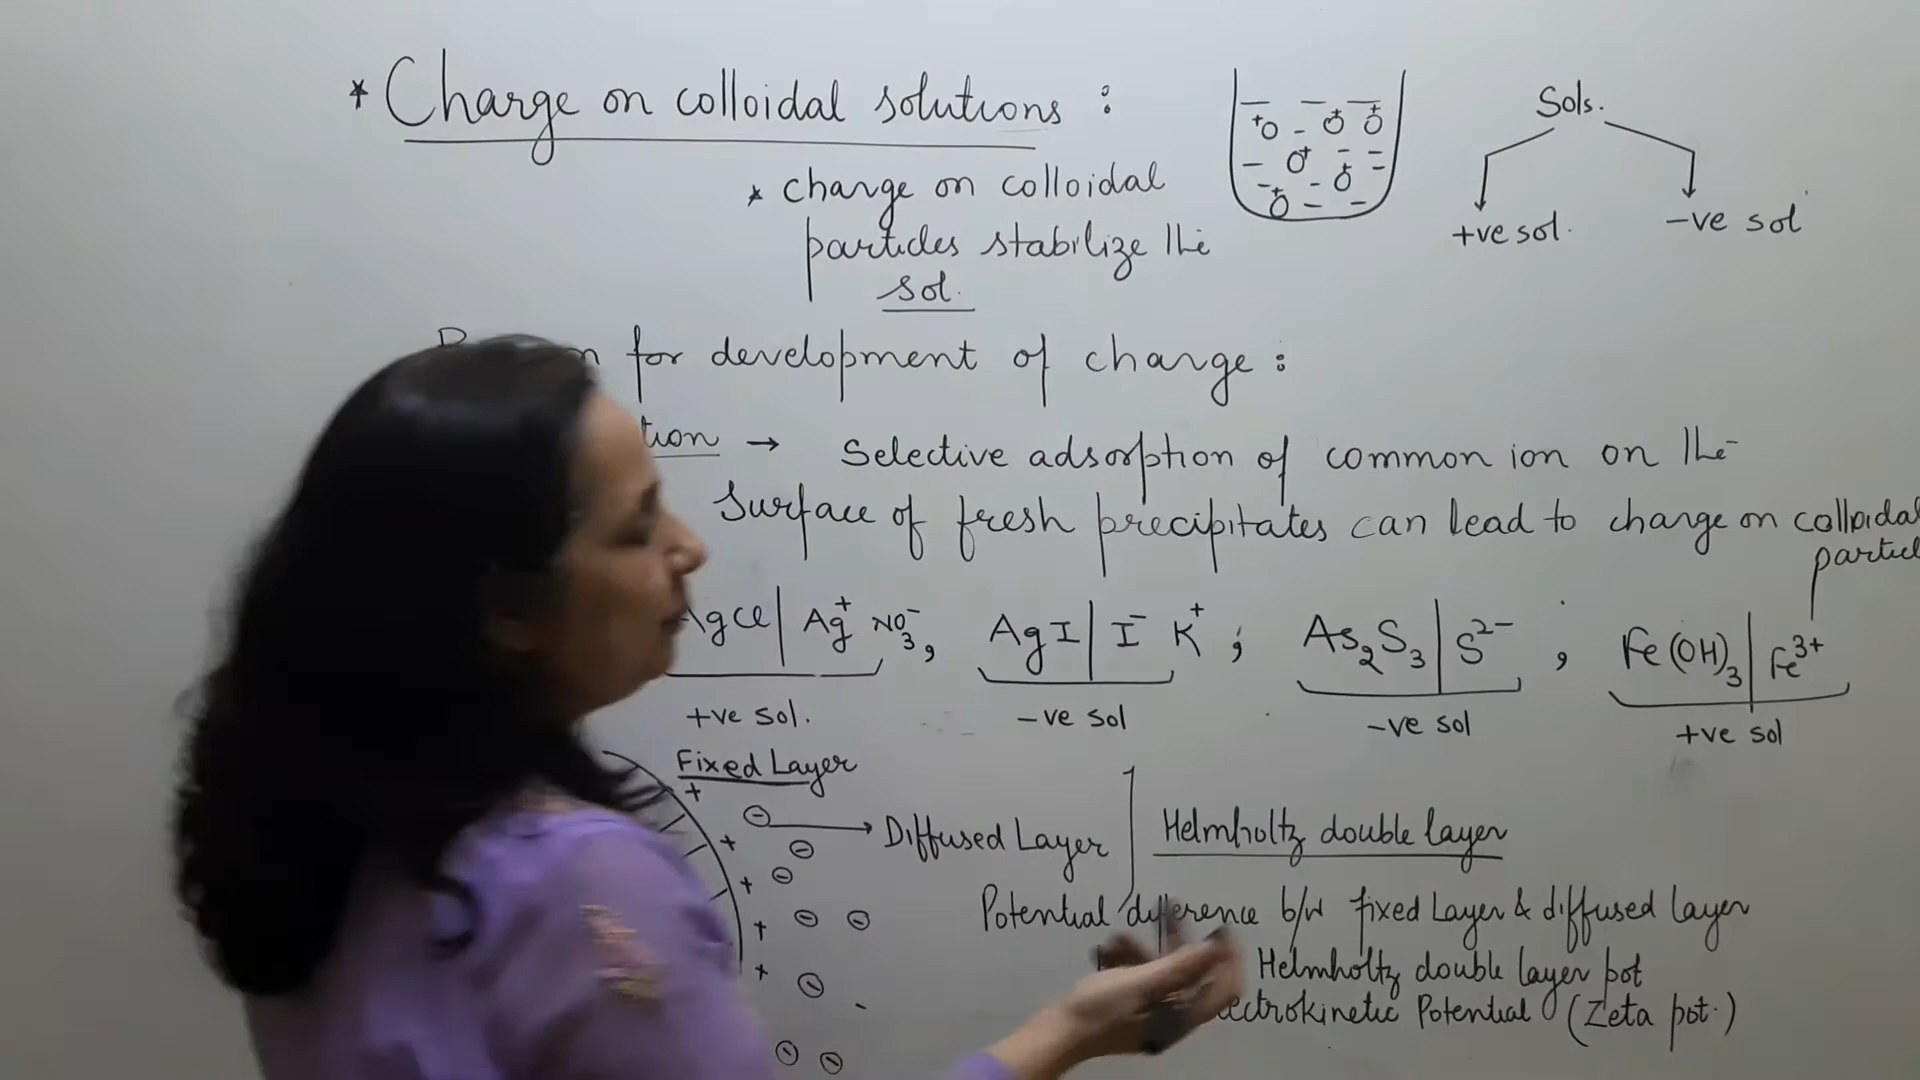 * Charge on colloidal solutions :
* charge on colloidal
particles stabilize the
sol.
Sols.
+ve sol.
-ve sol
for development of charge :
→ Selective adsorption of common ion on the
Surface of fresh precipitates can lead to charge on colloidal
AgCl | Ag⁺ NO₃⁻, AgI | I⁻ K⁺ ; As₂S₃ | S²⁻ ; Fe(OH)₃ | Fe³⁺
+ve sol. -ve sol -ve sol +ve sol
Fixed Layer
→ Diffused Layer
Helmholtz double layer
Potential difference b/w fixed Layer & diffused layer
Helmholtz double layer pot
Potential (Zeta pot.)